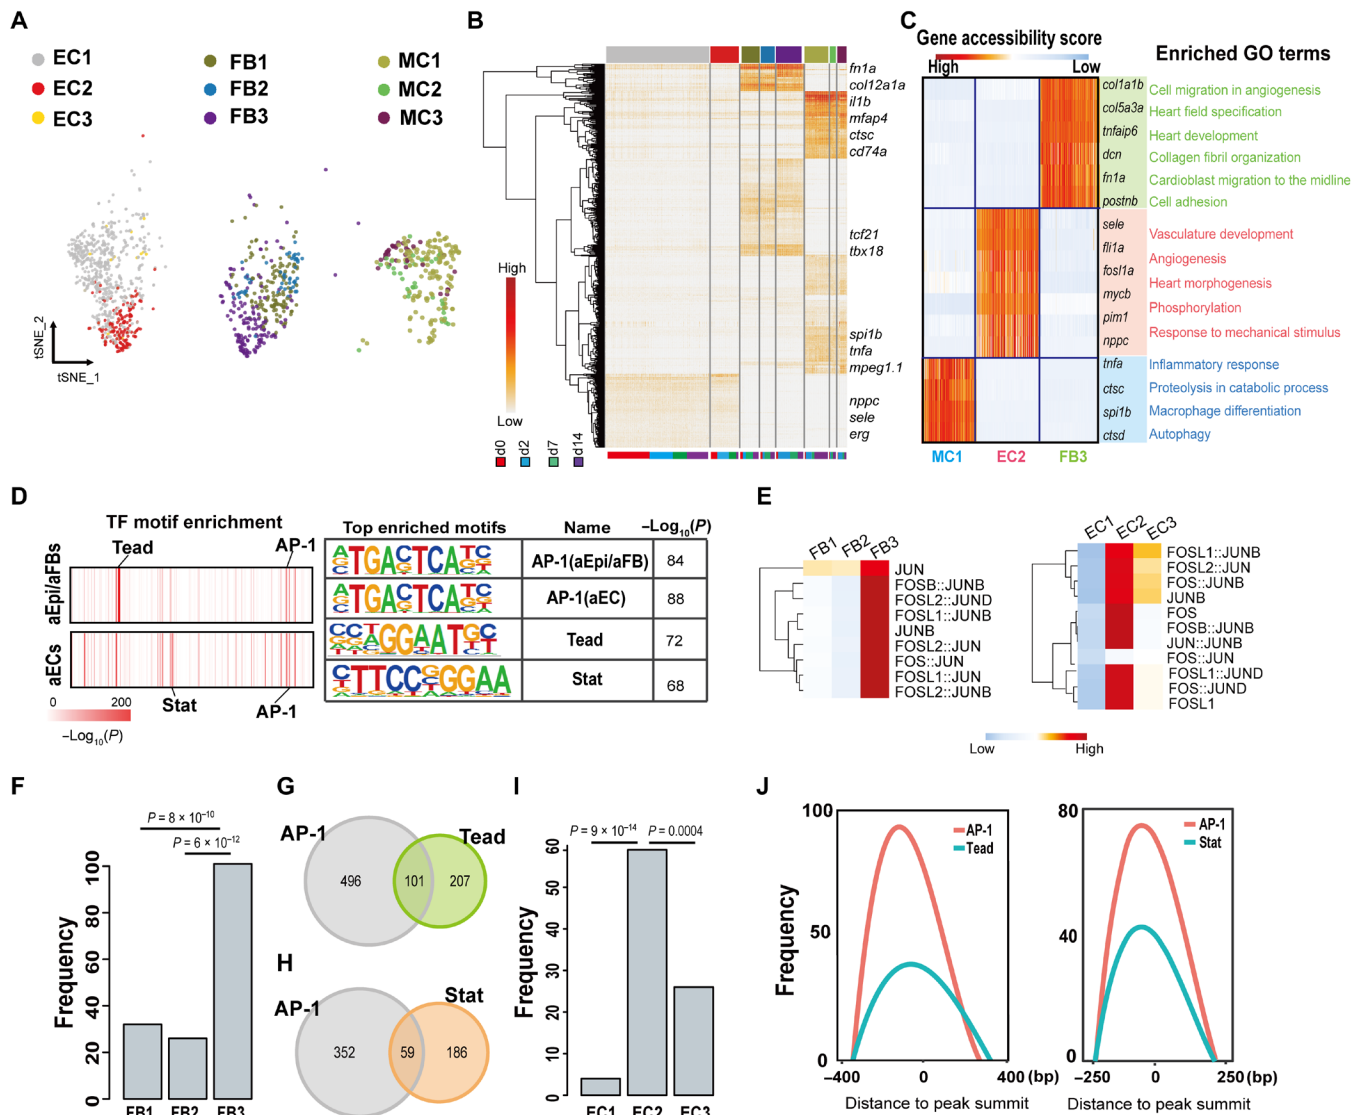 A
EC1
EC2
EC3
FB1
FB2
FB3
MC1
MC2
MC3
tSNE_2
tSNE_1
B
High
Low
d0
d2
d7
d14
fn1a
col12a1a
il1b
mfap4
ctsc
cd74a
tcf21
tbx18
spi1b
tnfa
mpeg1.1
nppc
sele
erg
C
Gene accessibility score
High
Low
Enriched GO terms
col1a1b
col5a3a
tnfaip6
dcn
fn1a
postnb
Cell migration in angiogenesis
Heart field specification
Heart development
Collagen fibril organization
Cardioblast migration to the midline
Cell adhesion
sele
fli1a
fosl1a
mycb
pim1
nppc
Vasculature development
Angiogenesis
Heart morphogenesis
Phosphorylation
Response to mechanical stimulus
tnfa
ctsc
spi1b
ctsd
Inflammatory response
Proteolysis in catabolic process
Macrophage differentiation
Autophagy
MC1
EC2
FB3
D
TF motif enrichment
Tead
AP-1
aEpi/aFBs
aECs
Stat
AP-1
0
200
−Log10(P)
Top enriched motifs
Name
−Log10(P)
AP-1(aEpi/aFB)
84
AP-1(aEC)
88
Tead
72
Stat
68
E
FB1
FB2
FB3
JUN
FOSB::JUNB
FOSL2::JUND
FOSL1::JUNB
JUNB
FOSL2::JUN
FOS::JUN
FOSL1::JUN
FOSL2::JUNB
EC1
EC2
EC3
FOSL1::JUNB
FOSL2::JUN
FOS::JUNB
JUNB
FOS
FOSB::JUNB
JUN::JUNB
FOS::JUN
FOSL1::JUND
FOS::JUND
FOSL1
Low
High
F
P = 8 × 10−10
P = 6 × 10−12
Frequency
100
80
60
40
20
0
FB1
FB2
FB3
G
AP-1
Tead
496
101
207
H
AP-1
Stat
352
59
186
I
P = 9 × 10−14
P = 0.0004
Frequency
60
50
40
30
20
10
0
EC1
EC2
EC3
J
Frequency
100
50
0
AP-1
Tead
−400
0
400 (bp)
Distance to peak summit
80
40
0
AP-1
Stat
−250
0
250 (bp)
Distance to peak summit